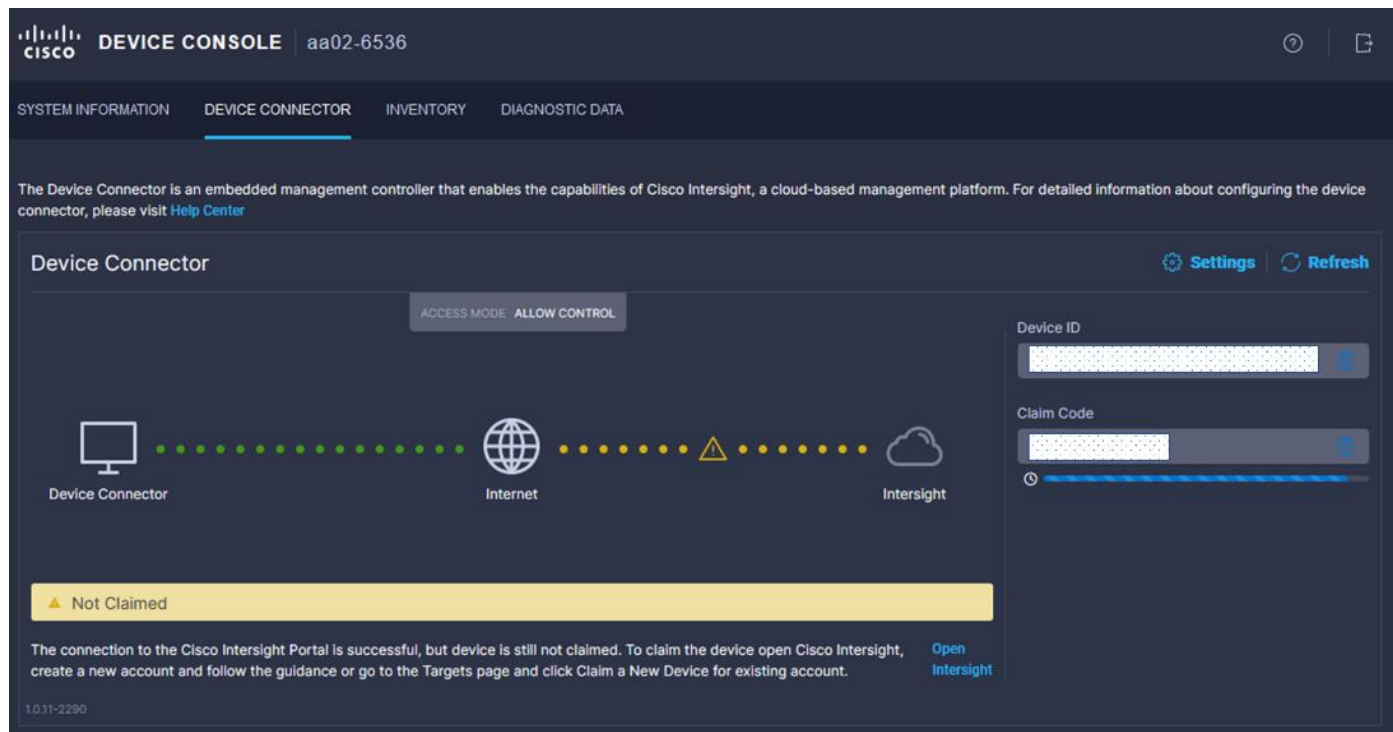 CISCO DEVICE CONSOLE aa02-6536
SYSTEM INFORMATION DEVICE CONNECTOR INVENTORY DIAGNOSTIC DATA
The Device Connector is an embedded management controller that enables the capabilities of Cisco Intersight, a cloud-based management platform. For detailed information about configuring the device
connector, please visit Help Center
Device Connector
Settings Refresh
ACCESS MODE ALLOW CONTROL
Device ID
Claim Code
Device Connector Internet Intersight
Not Claimed
The connection to the Cisco Intersight Portal is successful, but device is still not claimed. To claim the device open Cisco Intersight, Open
create a new account and follow the guidance or go to the Targets page and click Claim a New Device for existing account. Intersight
1.0.11-2290